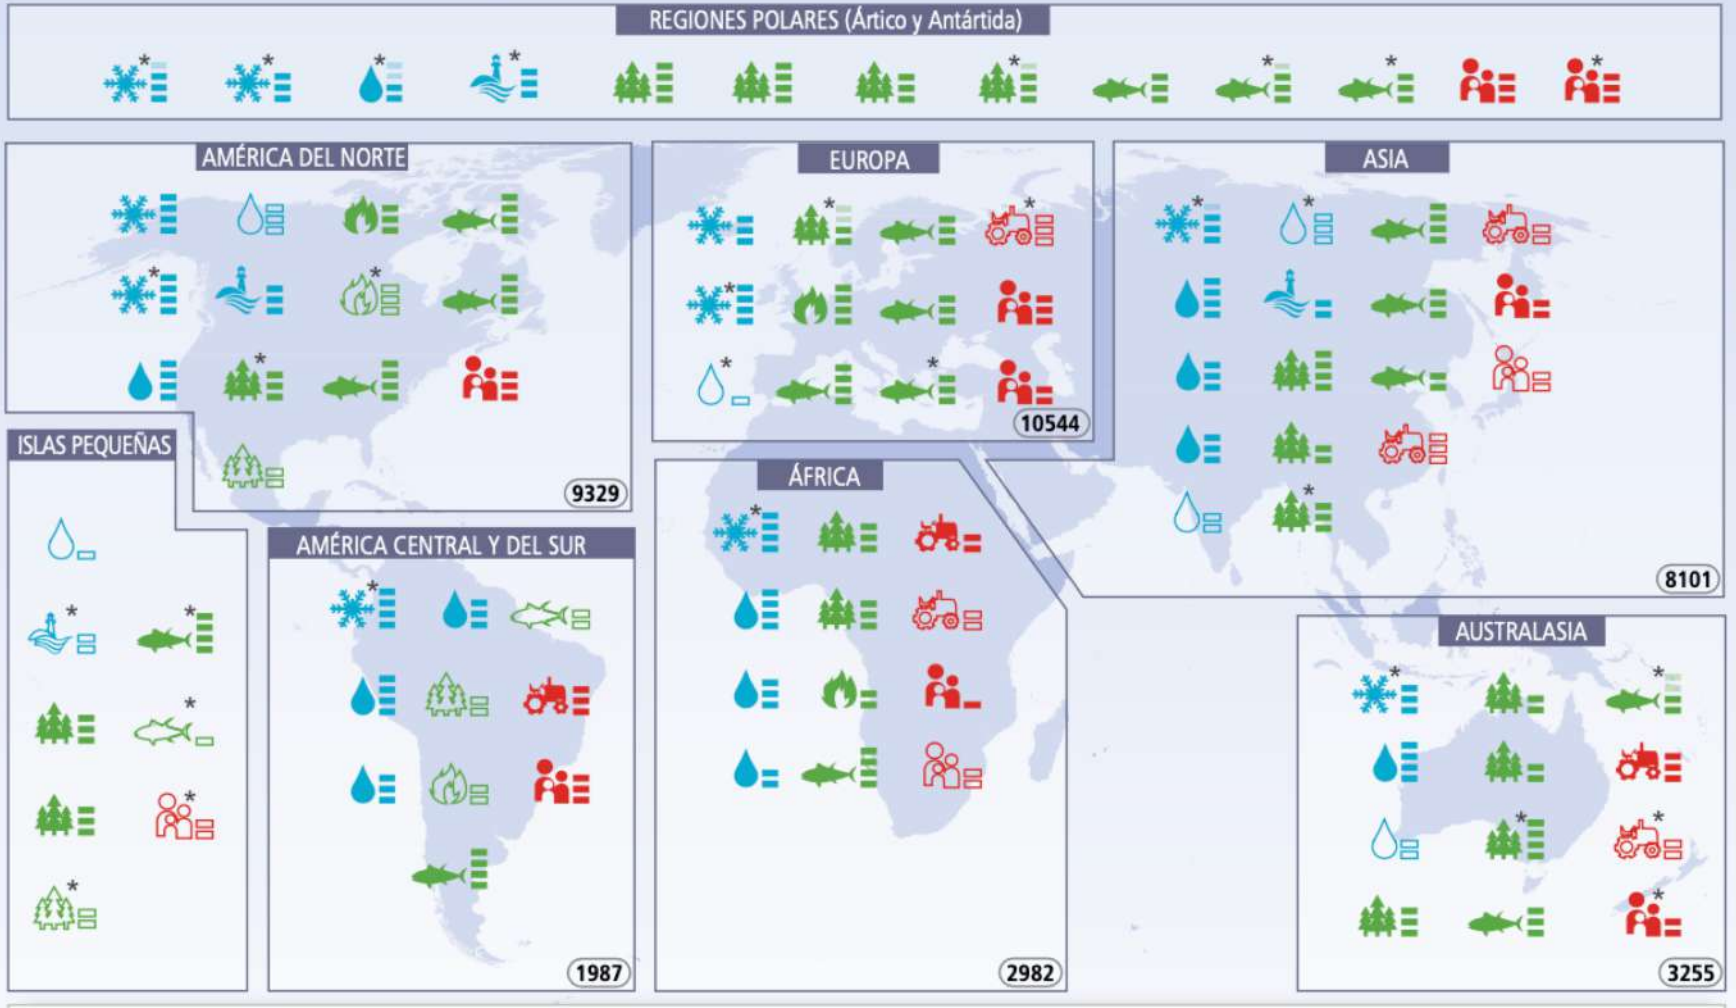 REGIONES POLARES (Ártico y Antártida)
AMÉRICA DEL NORTE
9329
EUROPA
10544
ASIA
8101
ISLAS PEQUEÑAS
AMÉRICA CENTRAL Y DEL SUR
1987
ÁFRICA
2982
AUSTRALASIA
3255